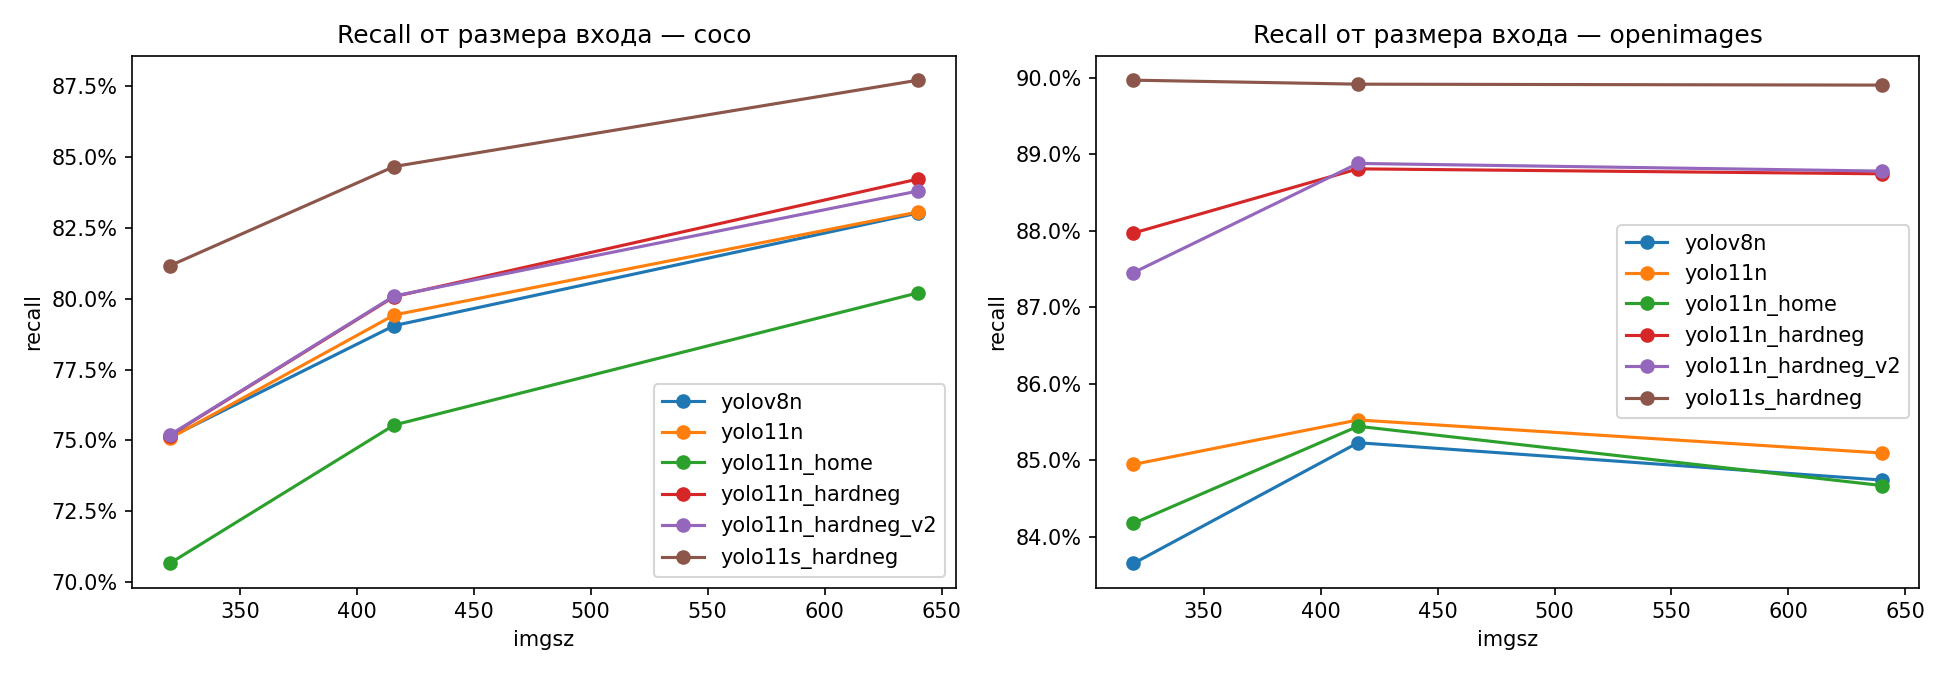 Recall от размера входа — coco
87.5%
85.0%
82.5%
80.0%
77.5%
75.0%
72.5%
70.0%
recall
350 400 450 500 550 600 650
imgsz
yolov8n
yolo11n
yolo11n_home
yolo11n_hardneg
yolo11n_hardneg_v2
yolo11s_hardneg
Recall от размера входа — openimages
90.0%
89.0%
88.0%
87.0%
86.0%
85.0%
84.0%
recall
350 400 450 500 550 600 650
imgsz
yolov8n
yolo11n
yolo11n_home
yolo11n_hardneg
yolo11n_hardneg_v2
yolo11s_hardneg